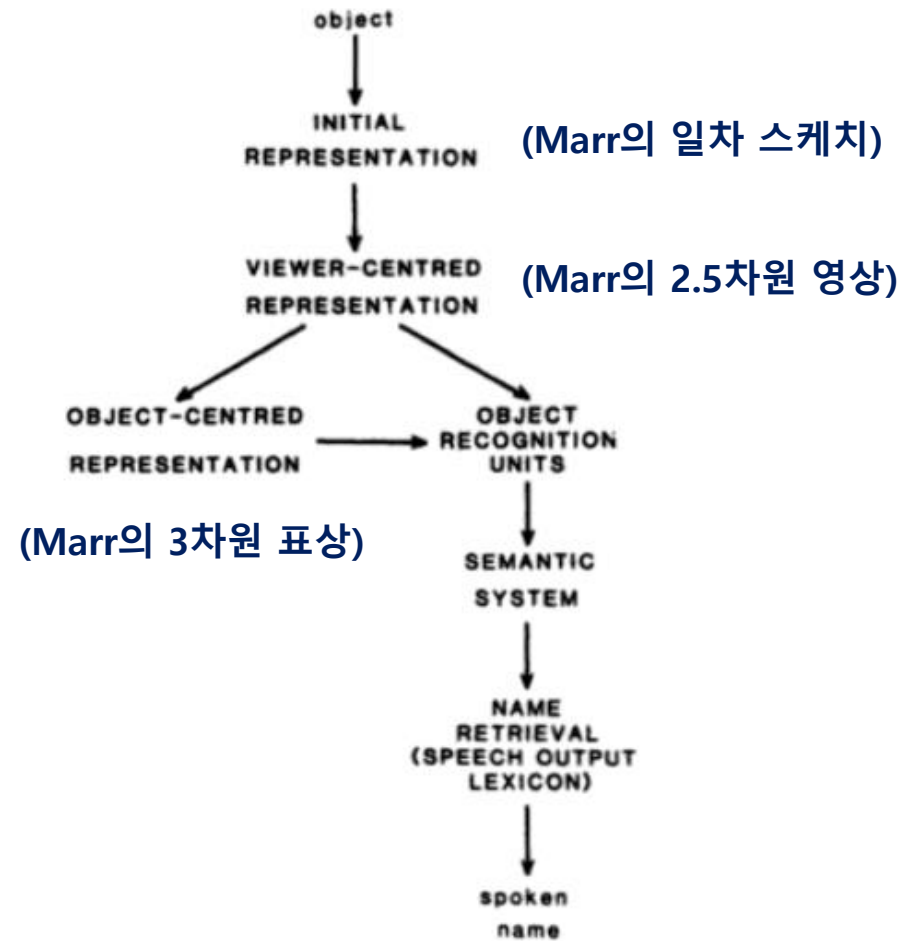 object
INITIAL
REPRESENTATION
(Marr의 일차 스케치)
VIEWER-CENTRED
REPRESENTATION
(Marr의 2.5차원 영상)
OBJECT-CENTRED
REPRESENTATION
(Marr의 3차원 표상)
OBJECT
RECOGNITION
UNITS
SEMANTIC
SYSTEM
NAME
RETRIEVAL
(SPEECH OUTPUT
LEXICON)
spoken
name